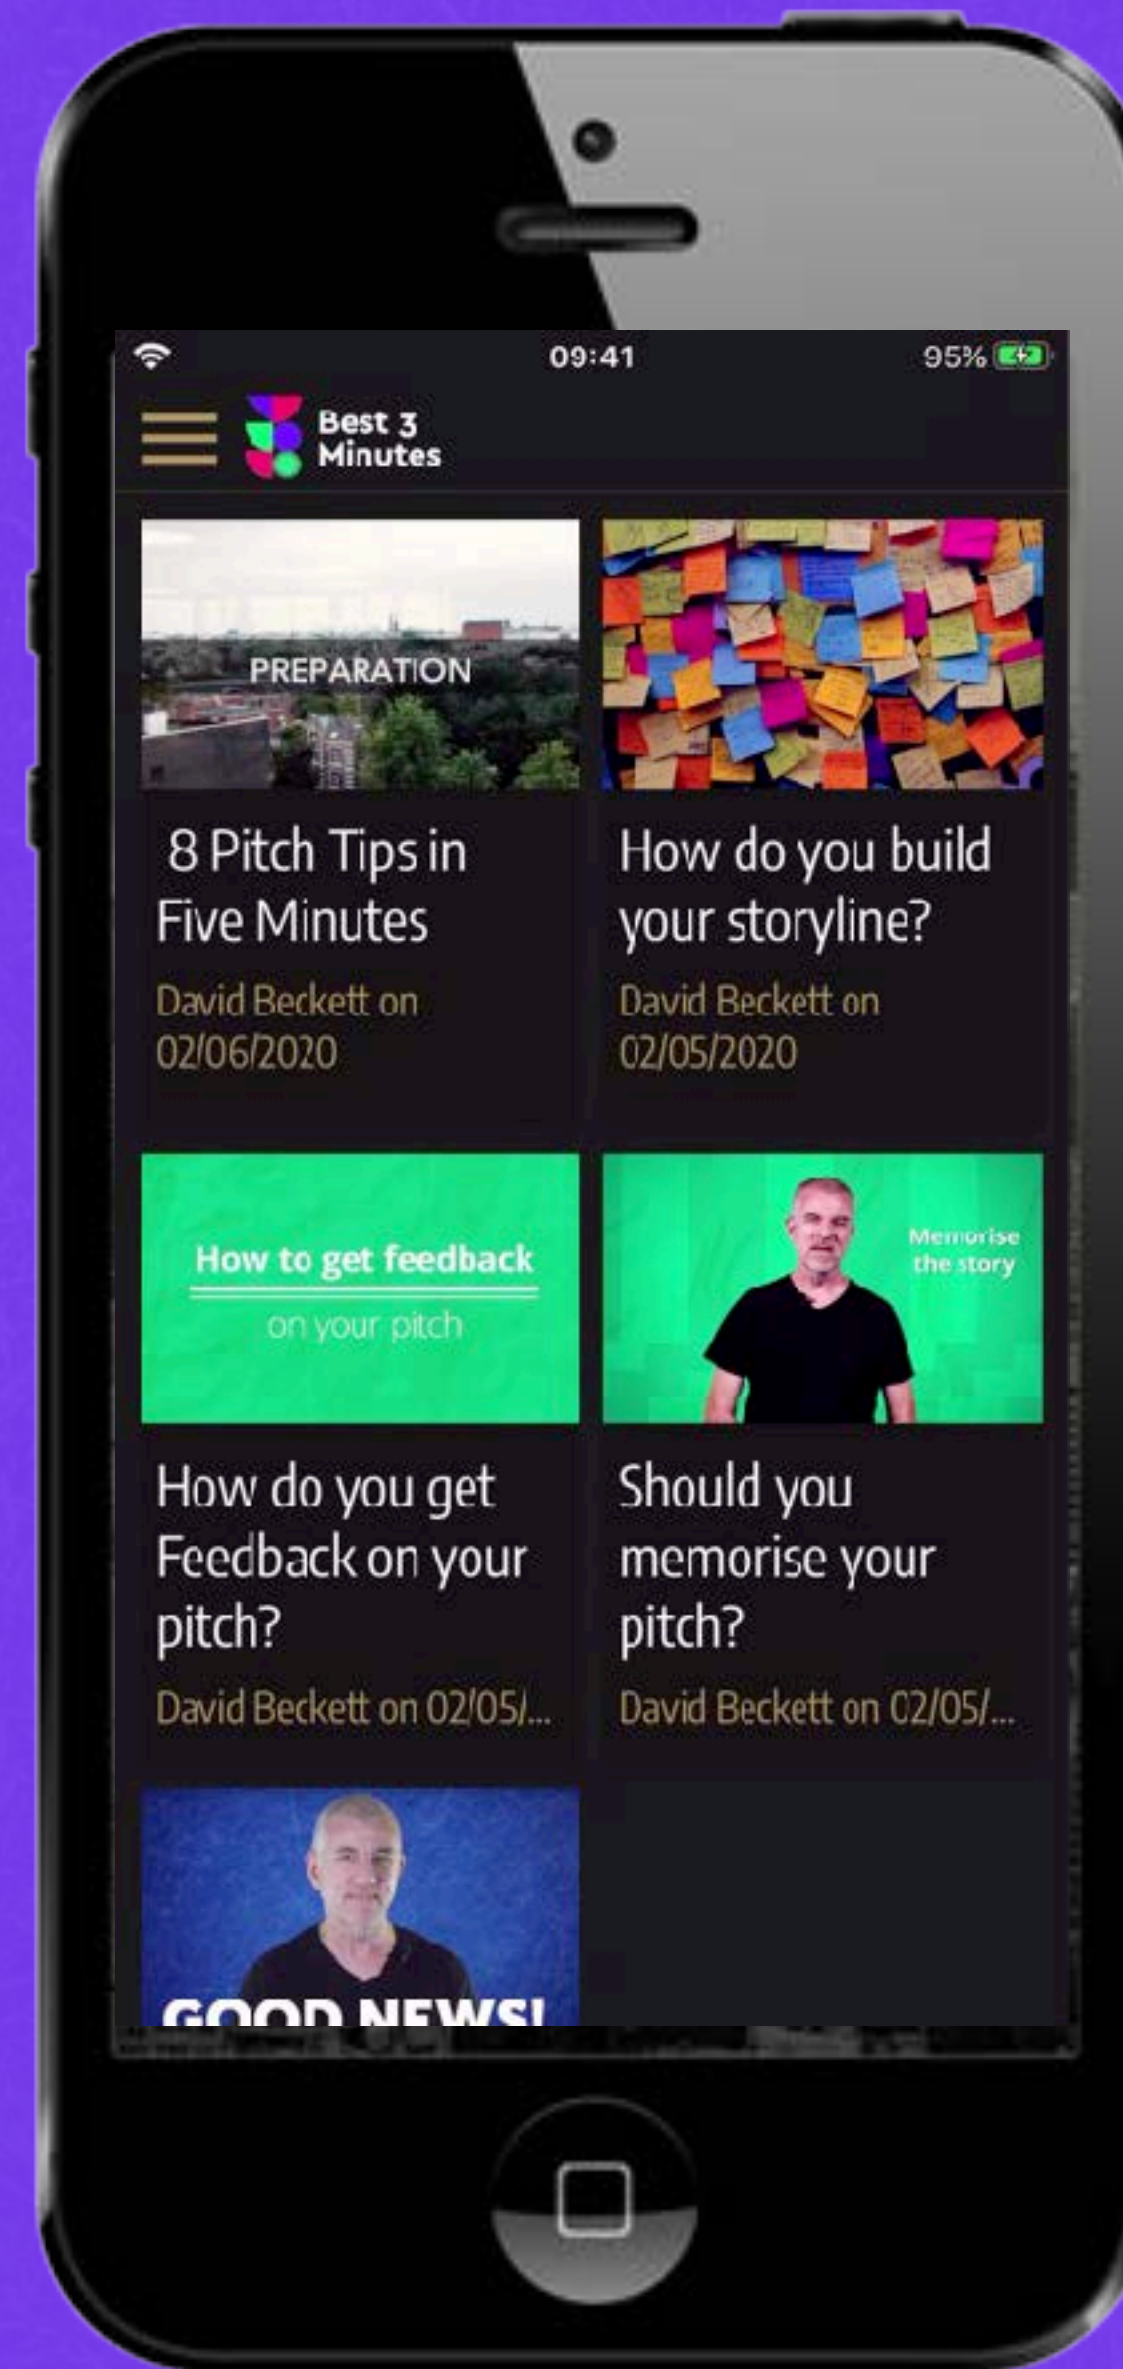 09:41
95%
Best 3
Minutes
PREPARATION
8 Pitch Tips in
Five Minutes
David Beckett on
02/06/2020
How do you build
your storyline?
David Beckett on
02/05/2020
How to get feedback
on your pitch
How do you get
Feedback on your
pitch?
David Beckett on 02/05/...
Memorise
the story
Should you
memorise your
pitch?
David Beckett on 02/05/...
GOOD NEWS!